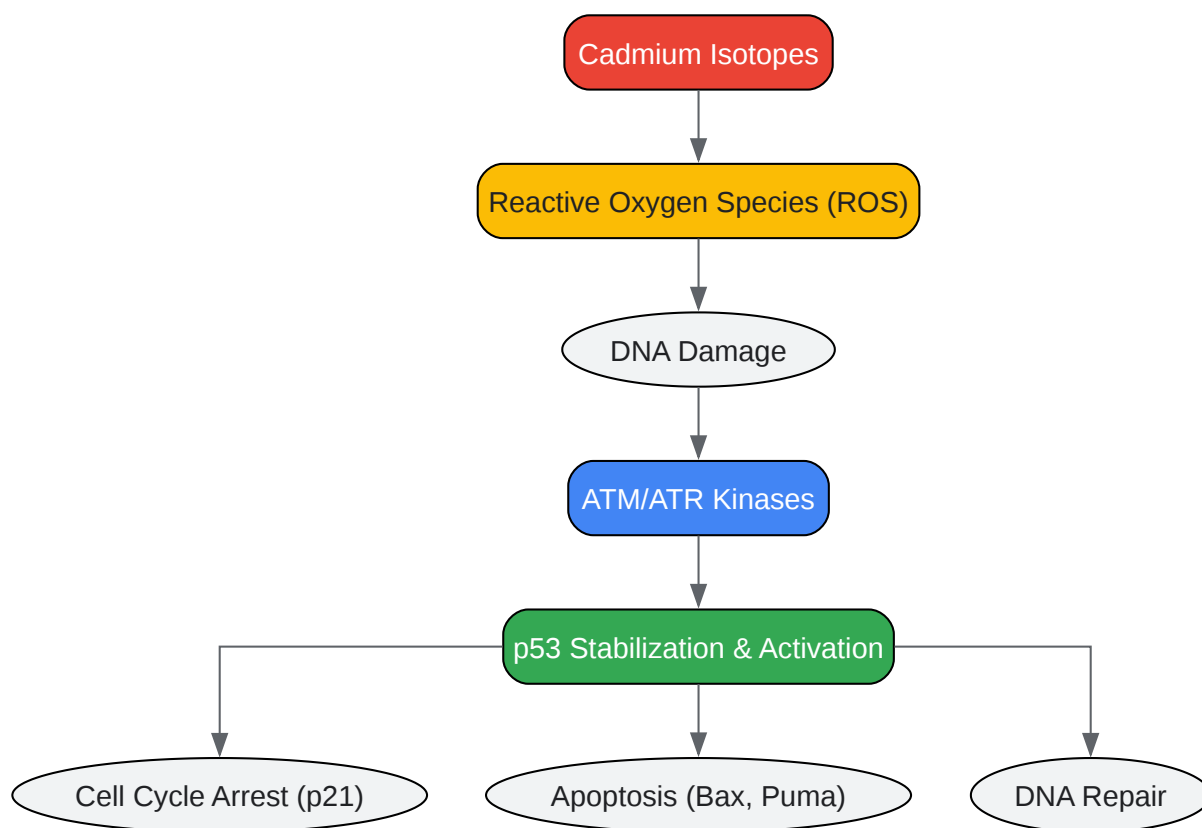 Cadmium Isotopes
Reactive Oxygen Species (ROS)
DNA Damage
ATM/ATR Kinases
p53 Stabilization & Activation
Cell Cycle Arrest (p21)
Apoptosis (Bax, Puma)
DNA Repair